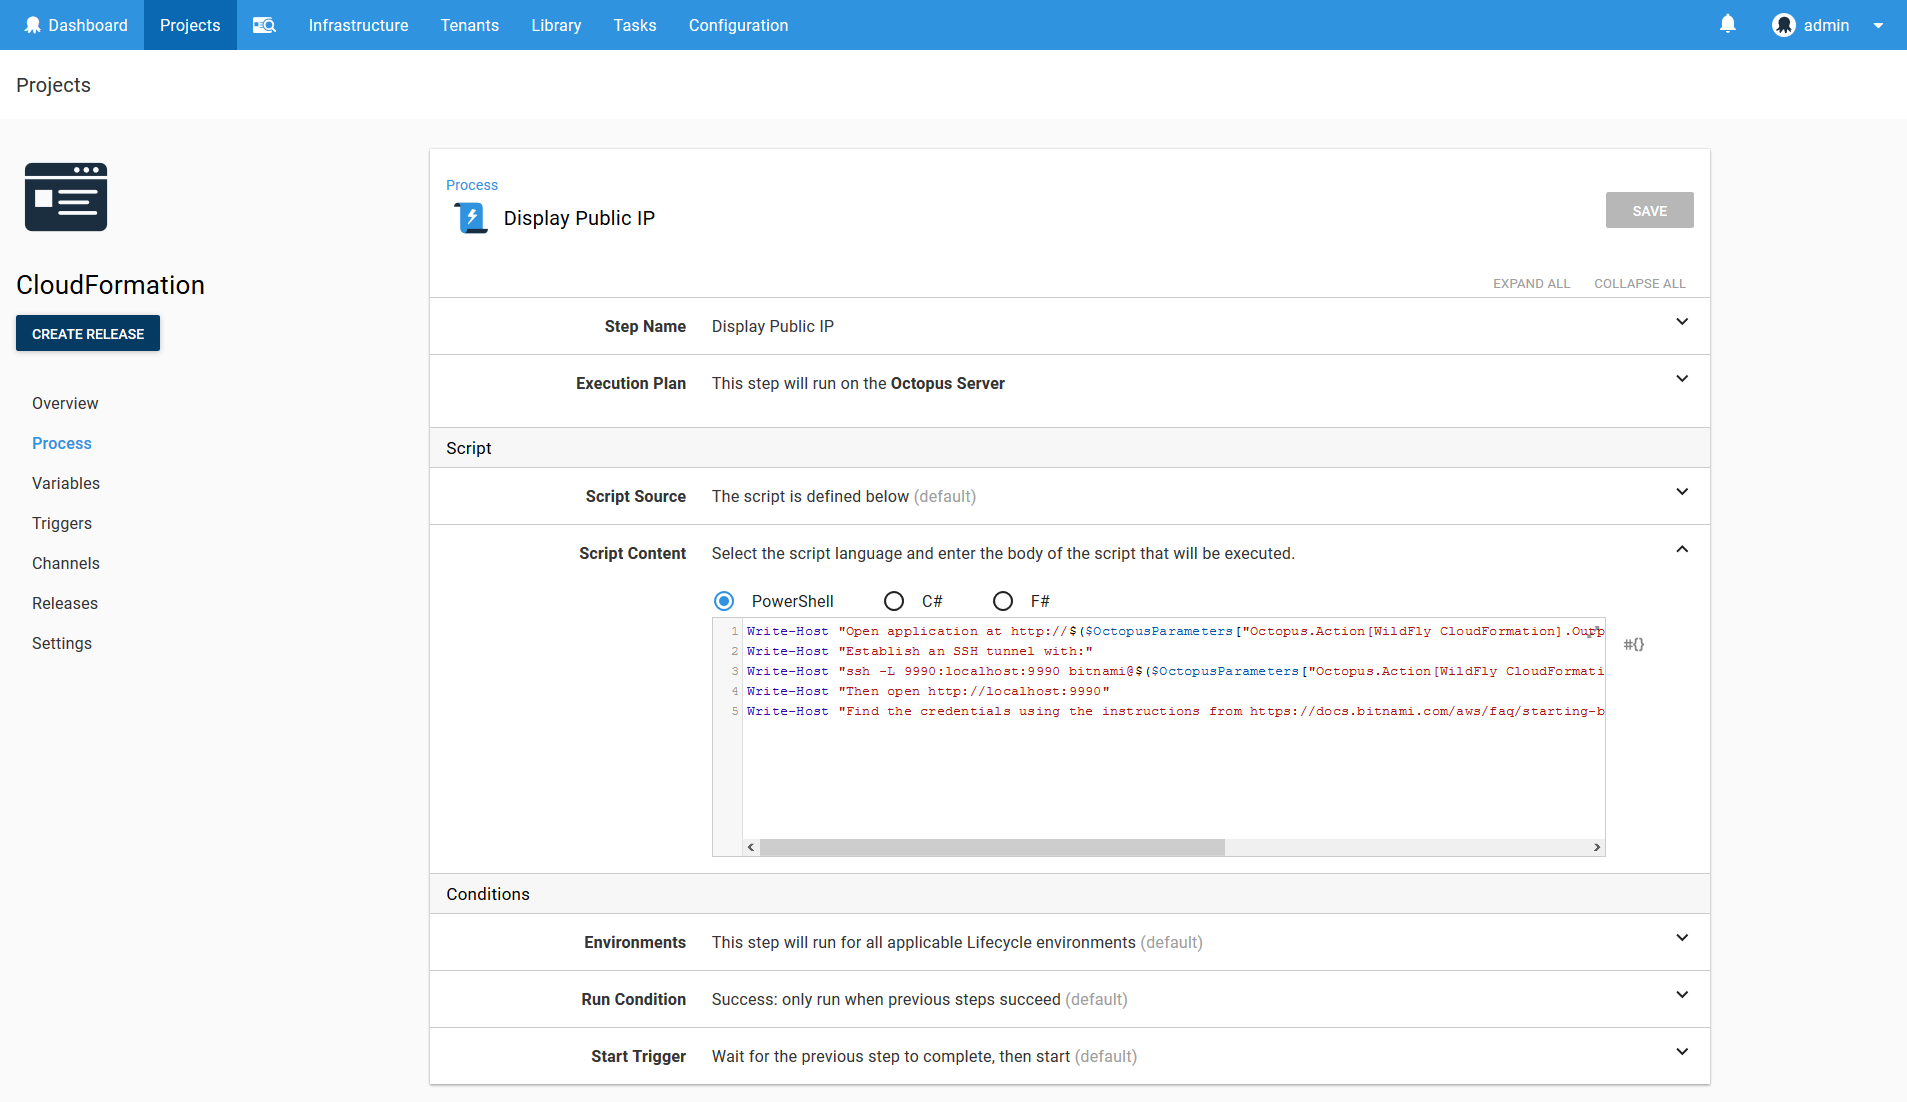 Dashboard Projects Infrastructure Tenants Library Tasks Configuration admin
Projects
CloudFormation
CREATE RELEASE
Overview
Process
Variables
Triggers
Channels
Releases
Settings
Process
Display Public IP
SAVE
EXPAND ALL COLLAPSE ALL
Step Name Display Public IP
Execution Plan This step will run on the Octopus Server
Script
Script Source The script is defined below (default)
Script Content Select the script language and enter the body of the script that will be executed.
PowerShell C# F#
1 Write-Host "Open application at http://$($OctopusParameters["Octopus.Action[WildFly CloudFormation].
#{}
2 Write-Host "Establish an SSH tunnel with:"
3 Write-Host "ssh -L 9990:localhost:9990 bitnami@$($OctopusParameters["Octopus.Action[WildFly CloudFormati
4 Write-Host "Then open http://localhost:9990"
5 Write-Host "Find the credentials using the instructions from https://docs.bitnami.com/aws/faq/starting-b
Conditions
Environments This step will run for all applicable Lifecycle environments (default)
Run Condition Success: only run when previous steps succeed (default)
Start Trigger Wait for the previous step to complete, then start (default)